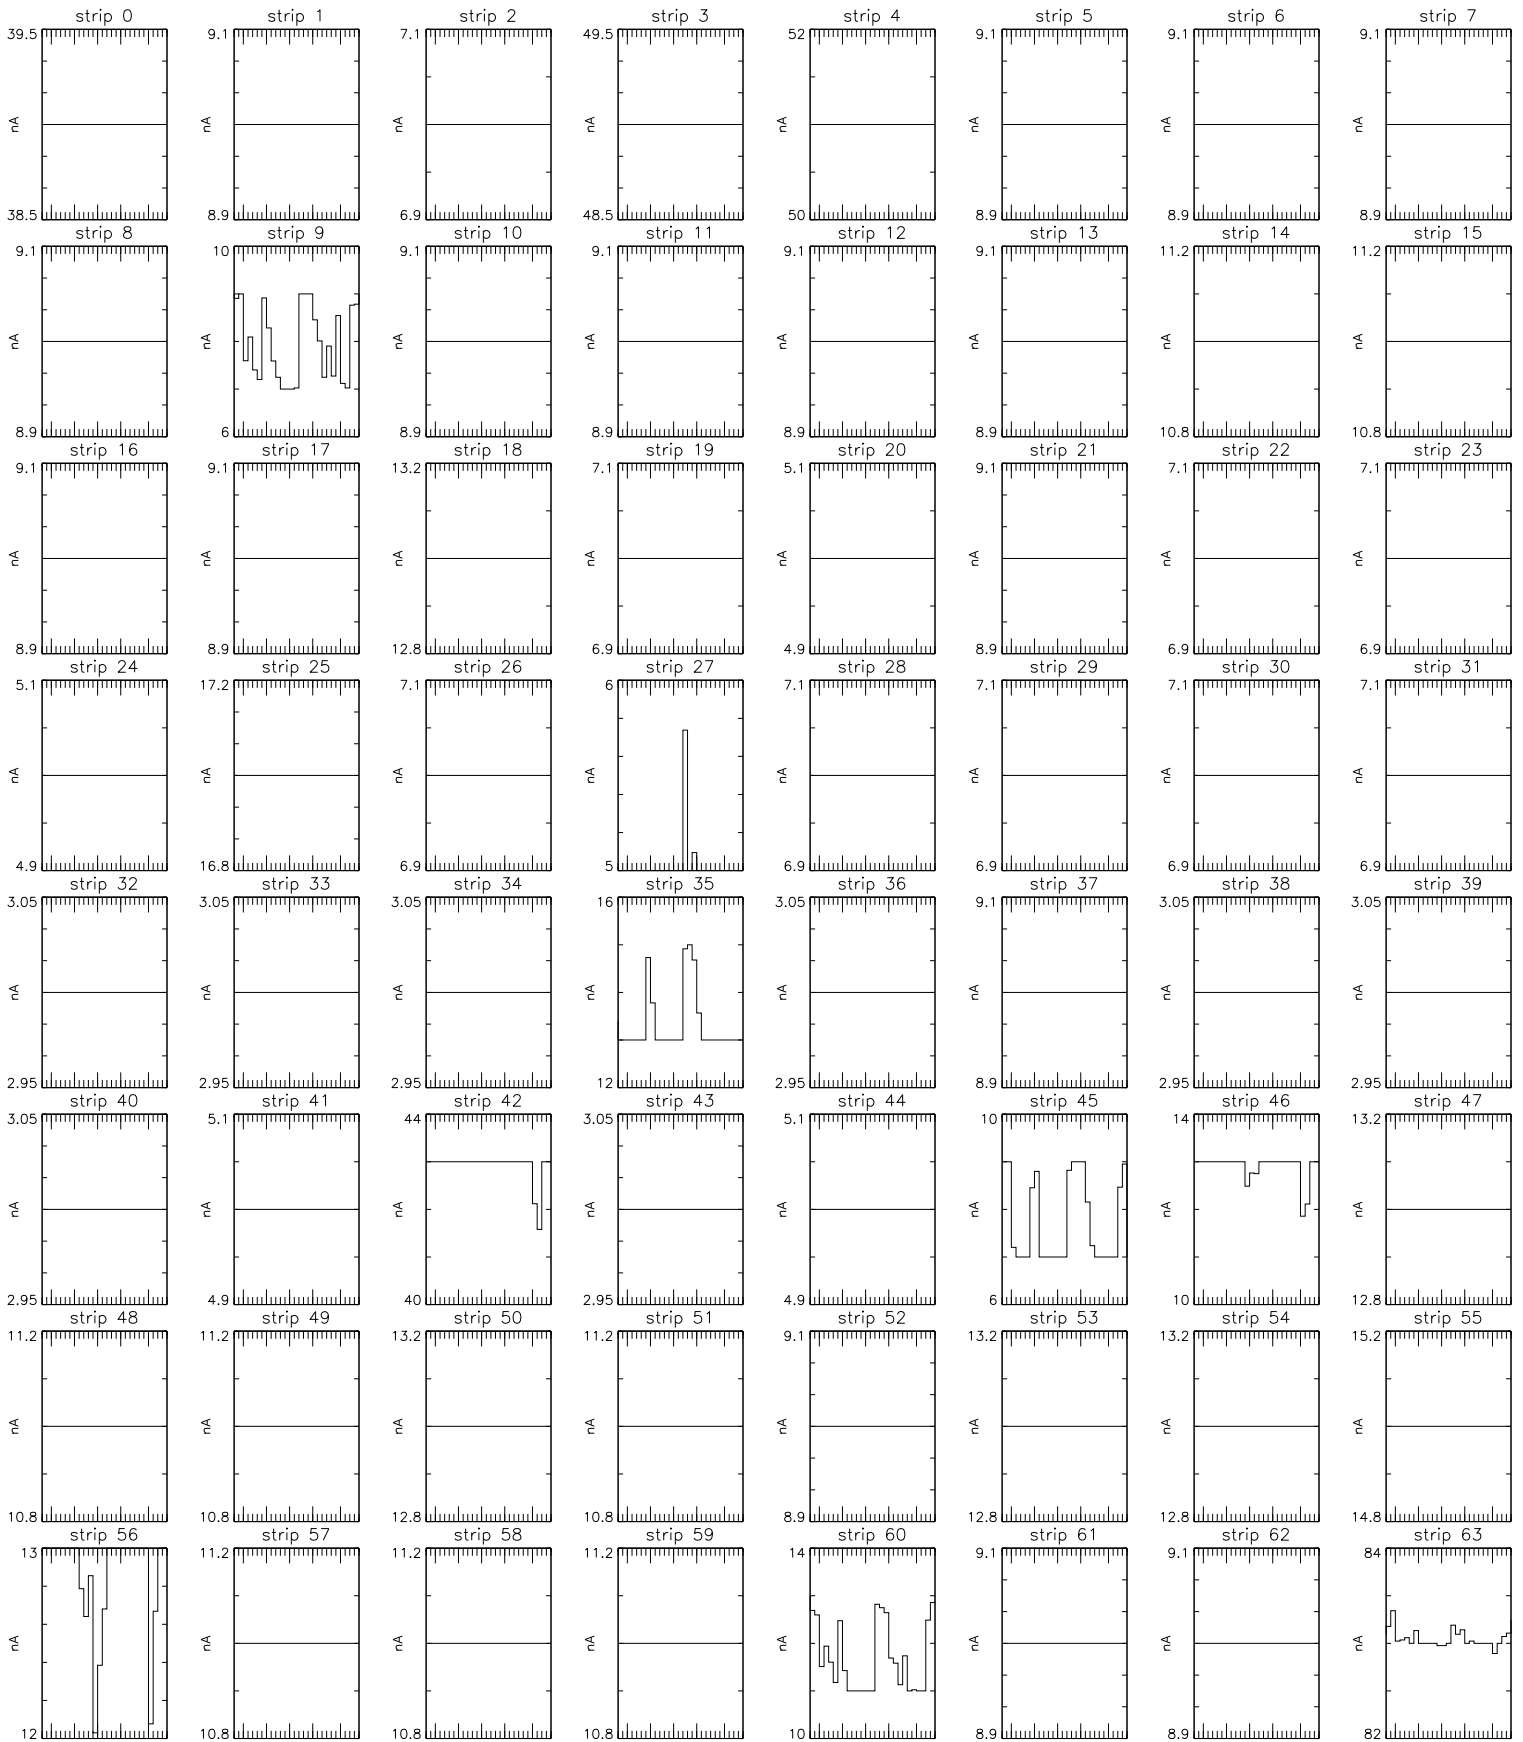 strip 0 strip 1 strip 2 strip 3 strip 4 strip 5 strip 6 strip 7
39.5 9.1 7.1 49.5 52 9.1 9.1 9.1
nA nA nA nA nA nA nA nA
38.5 8.9 6.9 48.5 50 8.9 8.9 8.9
strip 8 strip 9 strip 10 strip 11 strip 12 strip 13 strip 14 strip 15
9.1 10 9.1 9.1 9.1 9.1 11.2 11.2
nA nA nA nA nA nA nA nA
8.9 6 8.9 8.9 8.9 8.9 10.8 10.8
strip 16 strip 17 strip 18 strip 19 strip 20 strip 21 strip 22 strip 23
9.1 9.1 13.2 7.1 5.1 9.1 7.1 7.1
nA nA nA nA nA nA nA nA
8.9 8.9 12.8 6.9 4.9 8.9 6.9 6.9
strip 24 strip 25 strip 26 strip 27 strip 28 strip 29 strip 30 strip 31
5.1 17.2 7.1 6 7.1 7.1 7.1 7.1
nA nA nA nA nA nA nA nA
4.9 16.8 6.9 5 6.9 6.9 6.9 6.9
strip 32 strip 33 strip 34 strip 35 strip 36 strip 37 strip 38 strip 39
3.05 3.05 3.05 16 3.05 9.1 3.05 3.05
nA nA nA nA nA nA nA nA
2.95 2.95 2.95 12 2.95 8.9 2.95 2.95
strip 40 strip 41 strip 42 strip 43 strip 44 strip 45 strip 46 strip 47
3.05 5.1 44 3.05 5.1 10 14 13.2
nA nA nA nA nA nA nA nA
2.95 4.9 40 2.95 4.9 6 10 12.8
strip 48 strip 49 strip 50 strip 51 strip 52 strip 53 strip 54 strip 55
11.2 11.2 13.2 11.2 9.1 13.2 13.2 15.2
nA nA nA nA nA nA nA nA
10.8 10.8 12.8 10.8 8.9 12.8 12.8 14.8
strip 56 strip 57 strip 58 strip 59 strip 60 strip 61 strip 62 strip 63
13 11.2 11.2 11.2 14 9.1 9.1 84
nA nA nA nA nA nA nA nA
12 10.8 10.8 10.8 10 8.9 8.9 82